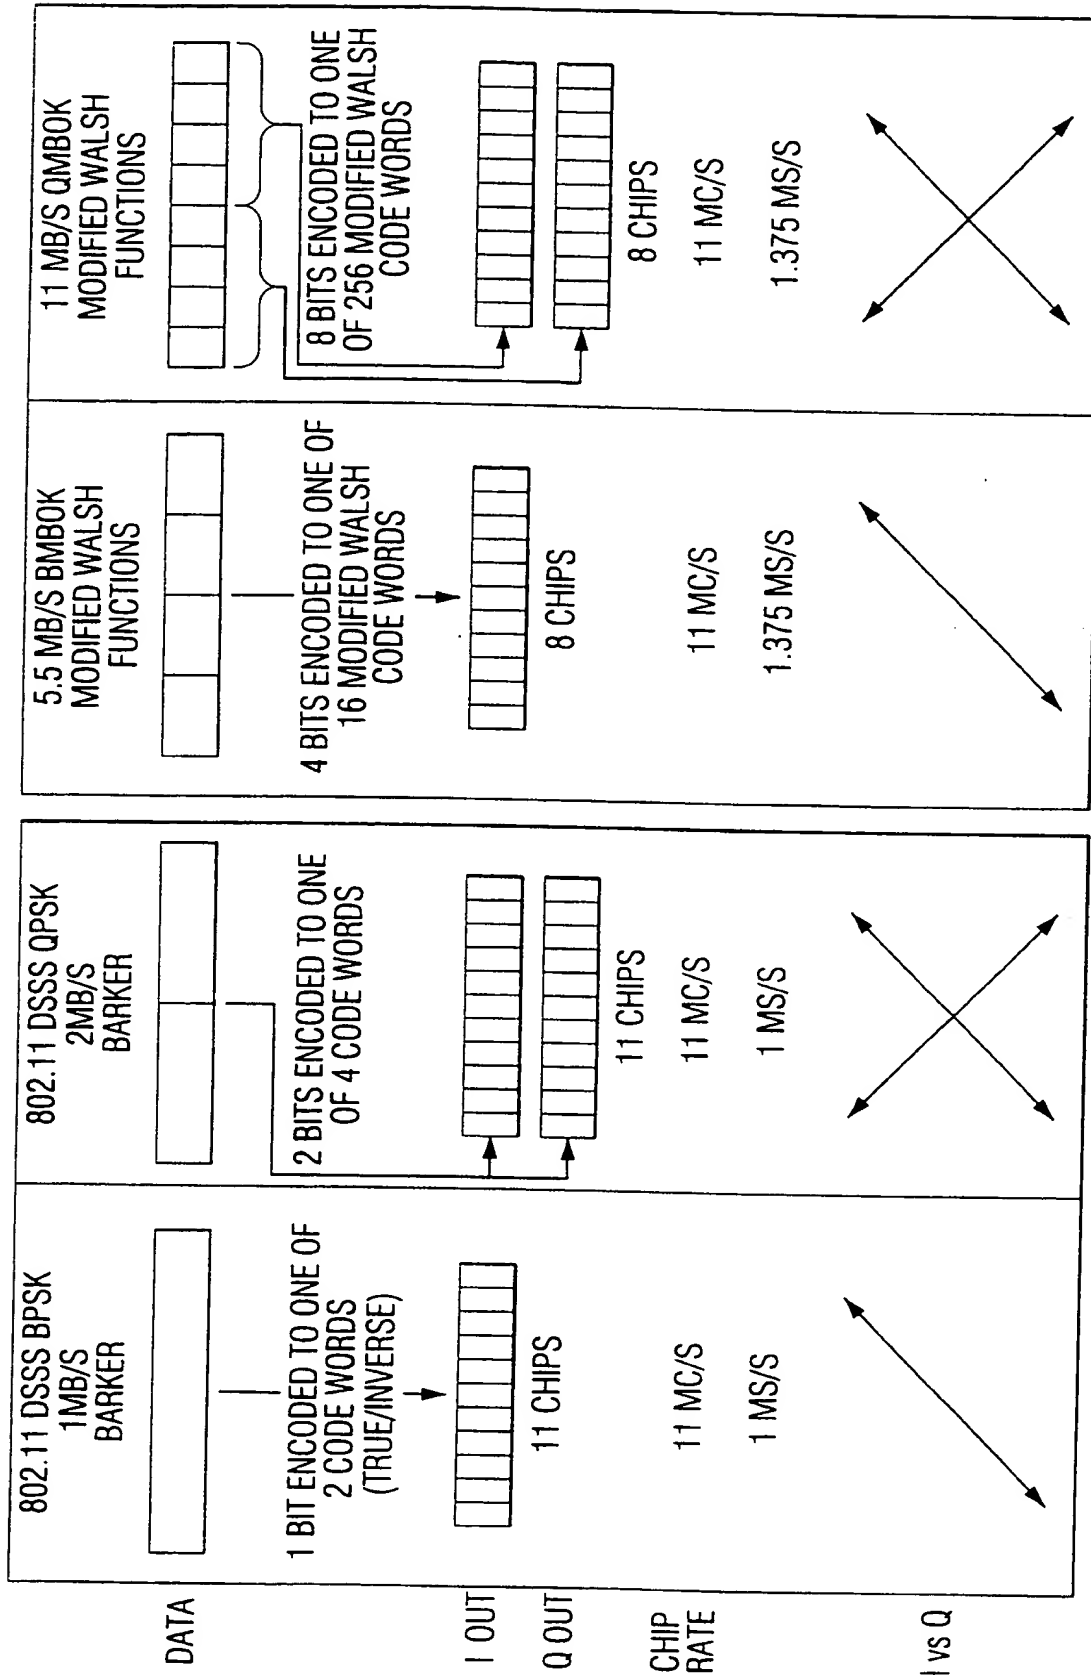 802.11 DSSS BPSK
1MB/S
BARKER
802.11 DSSS QPSK
2MB/S
BARKER
5.5 MB/S BMBOK
MODIFIED WALSH
FUNCTIONS
11 MB/S QMBOK
MODIFIED WALSH
FUNCTIONS
DATA
1 BIT ENCODED TO ONE OF
2 CODE WORDS
(TRUE/INVERSE)
2 BITS ENCODED TO ONE
OF 4 CODE WORDS
4 BITS ENCODED TO ONE OF
16 MODIFIED WALSH
CODE WORDS
8 BITS ENCODED TO ONE
OF 256 MODIFIED WALSH
CODE WORDS
I OUT
Q OUT
11 CHIPS
11 CHIPS
8 CHIPS
8 CHIPS
CHIP
RATE
11 MC/S
11 MC/S
11 MC/S
11 MC/S
1 MS/S
1 MS/S
1.375 MS/S
1.375 MS/S
I vs Q